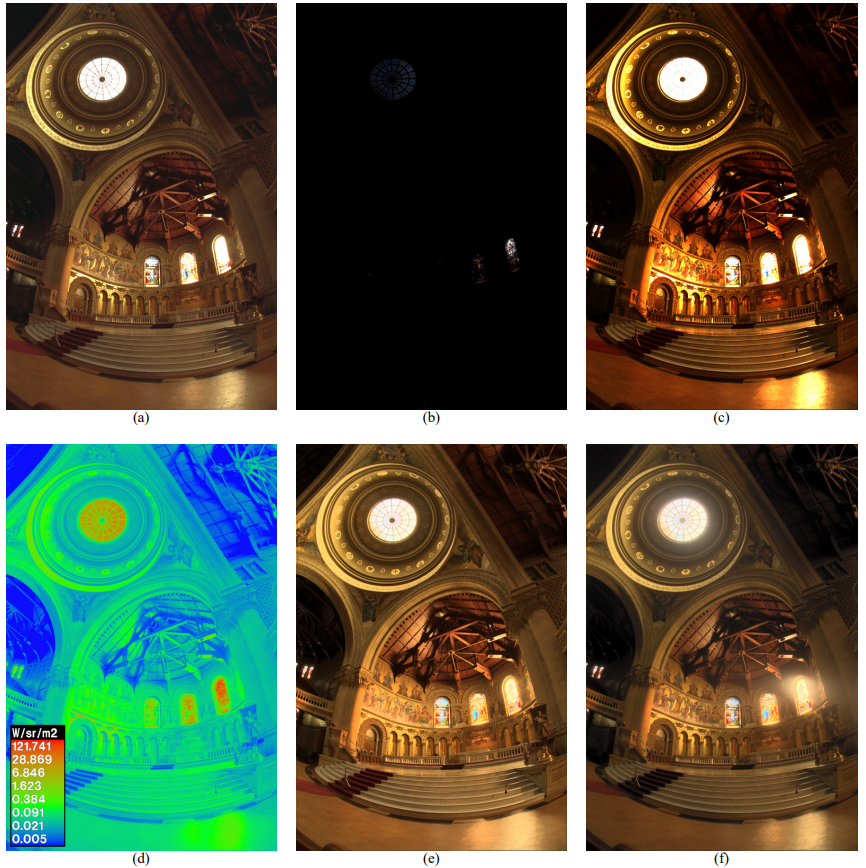 (a)
(b)
(c)
W/sr/m2
121.741
28.869
6.846
1.623
0.384
0.091
0.021
0.005
(d)
(e)
(f)